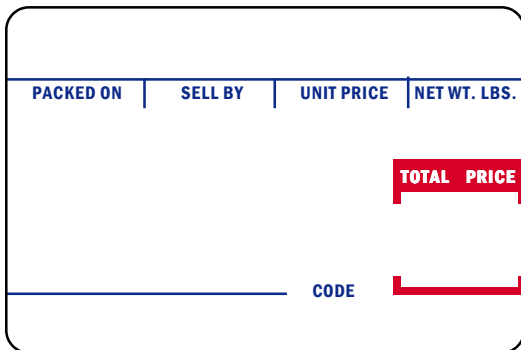 PACKED ON SELL BY UNIT PRICE NET WT. LBS.
TOTAL PRICE
CODE